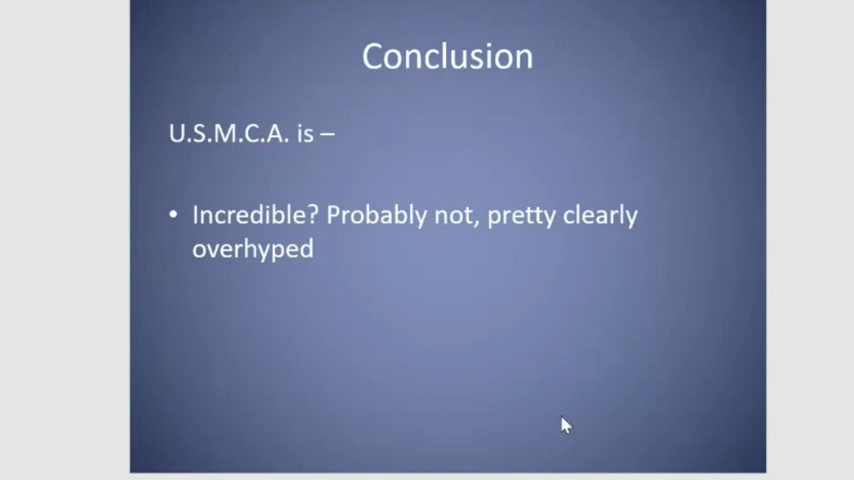 Conclusion
U.S.M.C.A. is –
• Incredible? Probably not, pretty clearly
overhyped